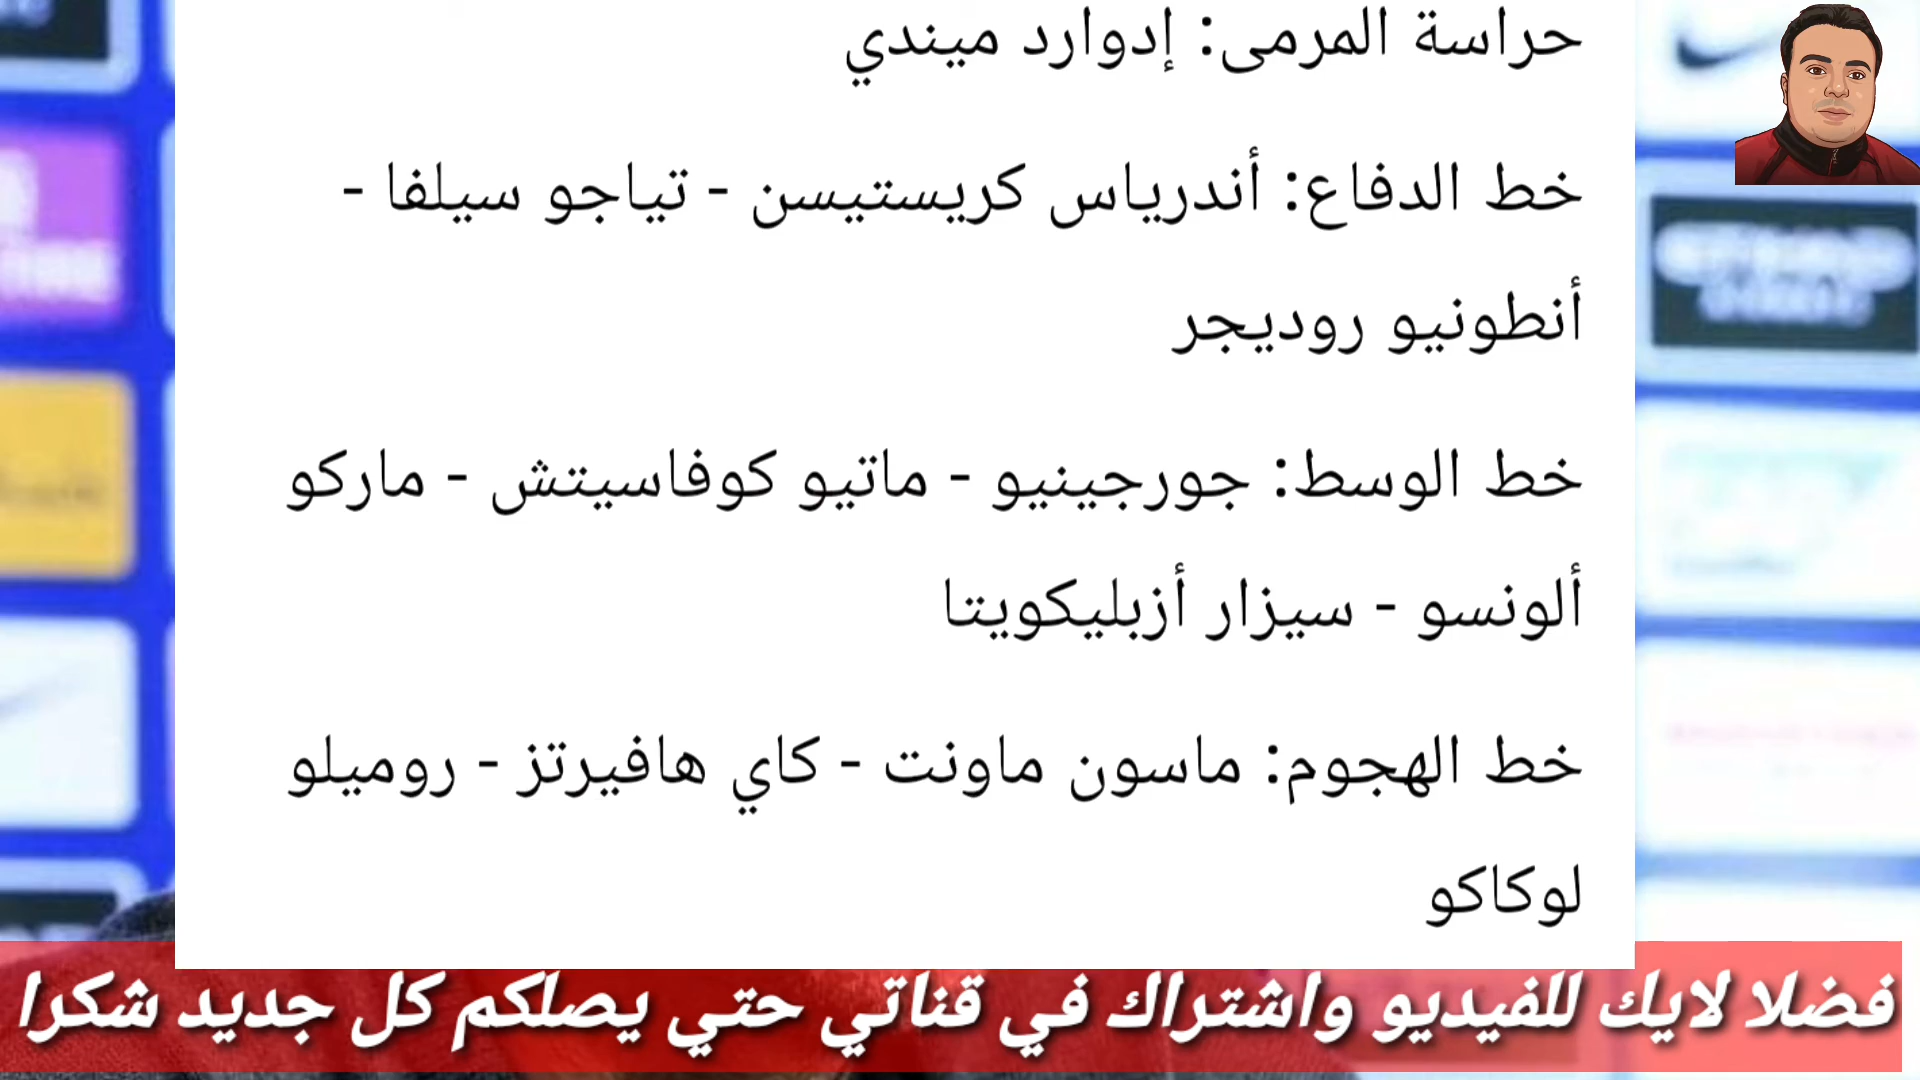 حراسة المرمى: إدوارد ميندي
خط الدفاع: أندرياس كريستيسن - تياجو سيلفا -
أنطونيو روديجر
خط الوسط: جورجينيو - ماتيو كوفاسيتش - ماركو
ألونسو - سيزار أزبليكويتا
خط الهجوم: ماسون ماونت - كاي هافيرتز - روميلو
لوكاكو
فضلا لايك للفيديو واشتراك في قناتي حتي يصلكم كل جديد شكرا